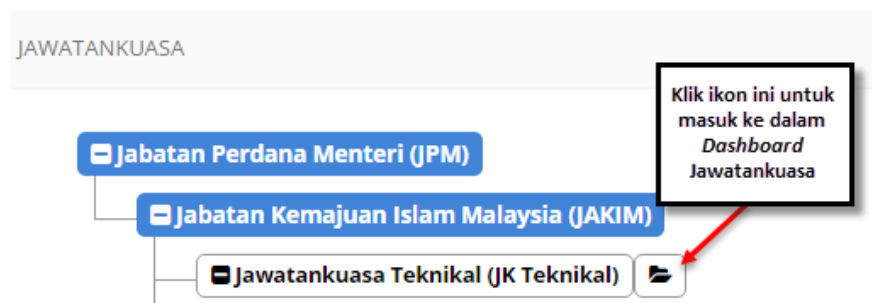 JAWATANKUASA
Klik ikon ini untuk
masuk ke dalam
Dashboard
Jawatankuasa
Jabatan Perdana Menteri (JPM)
Jabatan Kemajuan Islam Malaysia (JAKIM)
Jawatankuasa Teknikal (JK Teknikal)